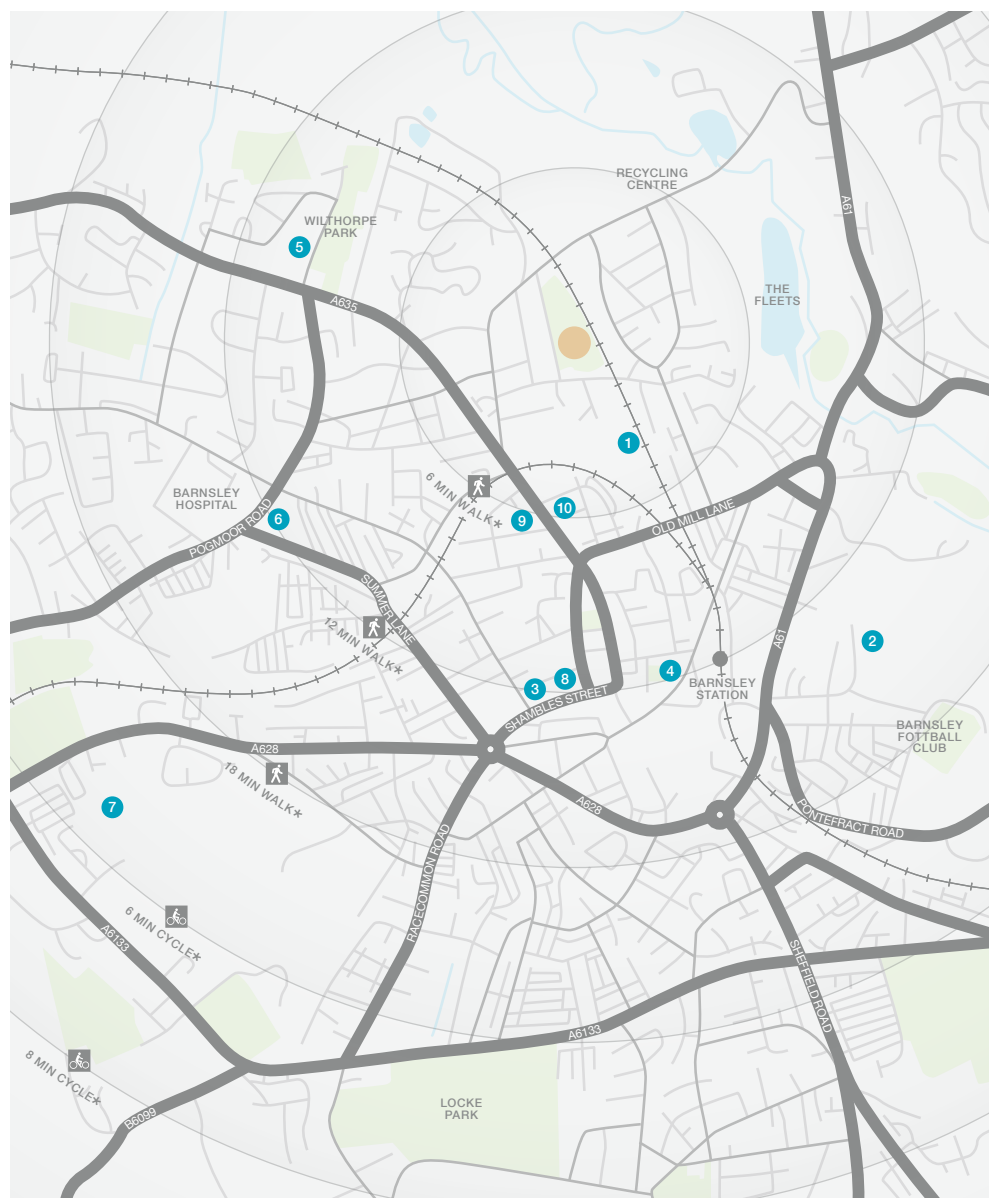 RECYCLING
CENTRE
A61
WILTHORPE
PARK
5
THE
FLEETS
A635
1
6 MIN WALK*
BARNSLEY
HOSPITAL
10
9
6
OLD MILL LANE
POGMOOR ROAD
SUMMER LANE
12 MIN WALK*
A61
2
4
8
3
BARNSLEY
STATION
SHAMBLES STREET
BARNSLEY
FOTTBALL
CLUB
A628
18 MIN WALK*
7
A628
PONTEFRACT ROAD
RACECOMMON ROAD
6 MIN CYCLE*
A6133
SHEFFIELD ROAD
A6133
8 MIN CYCLE*
B6099
LOCKE
PARK